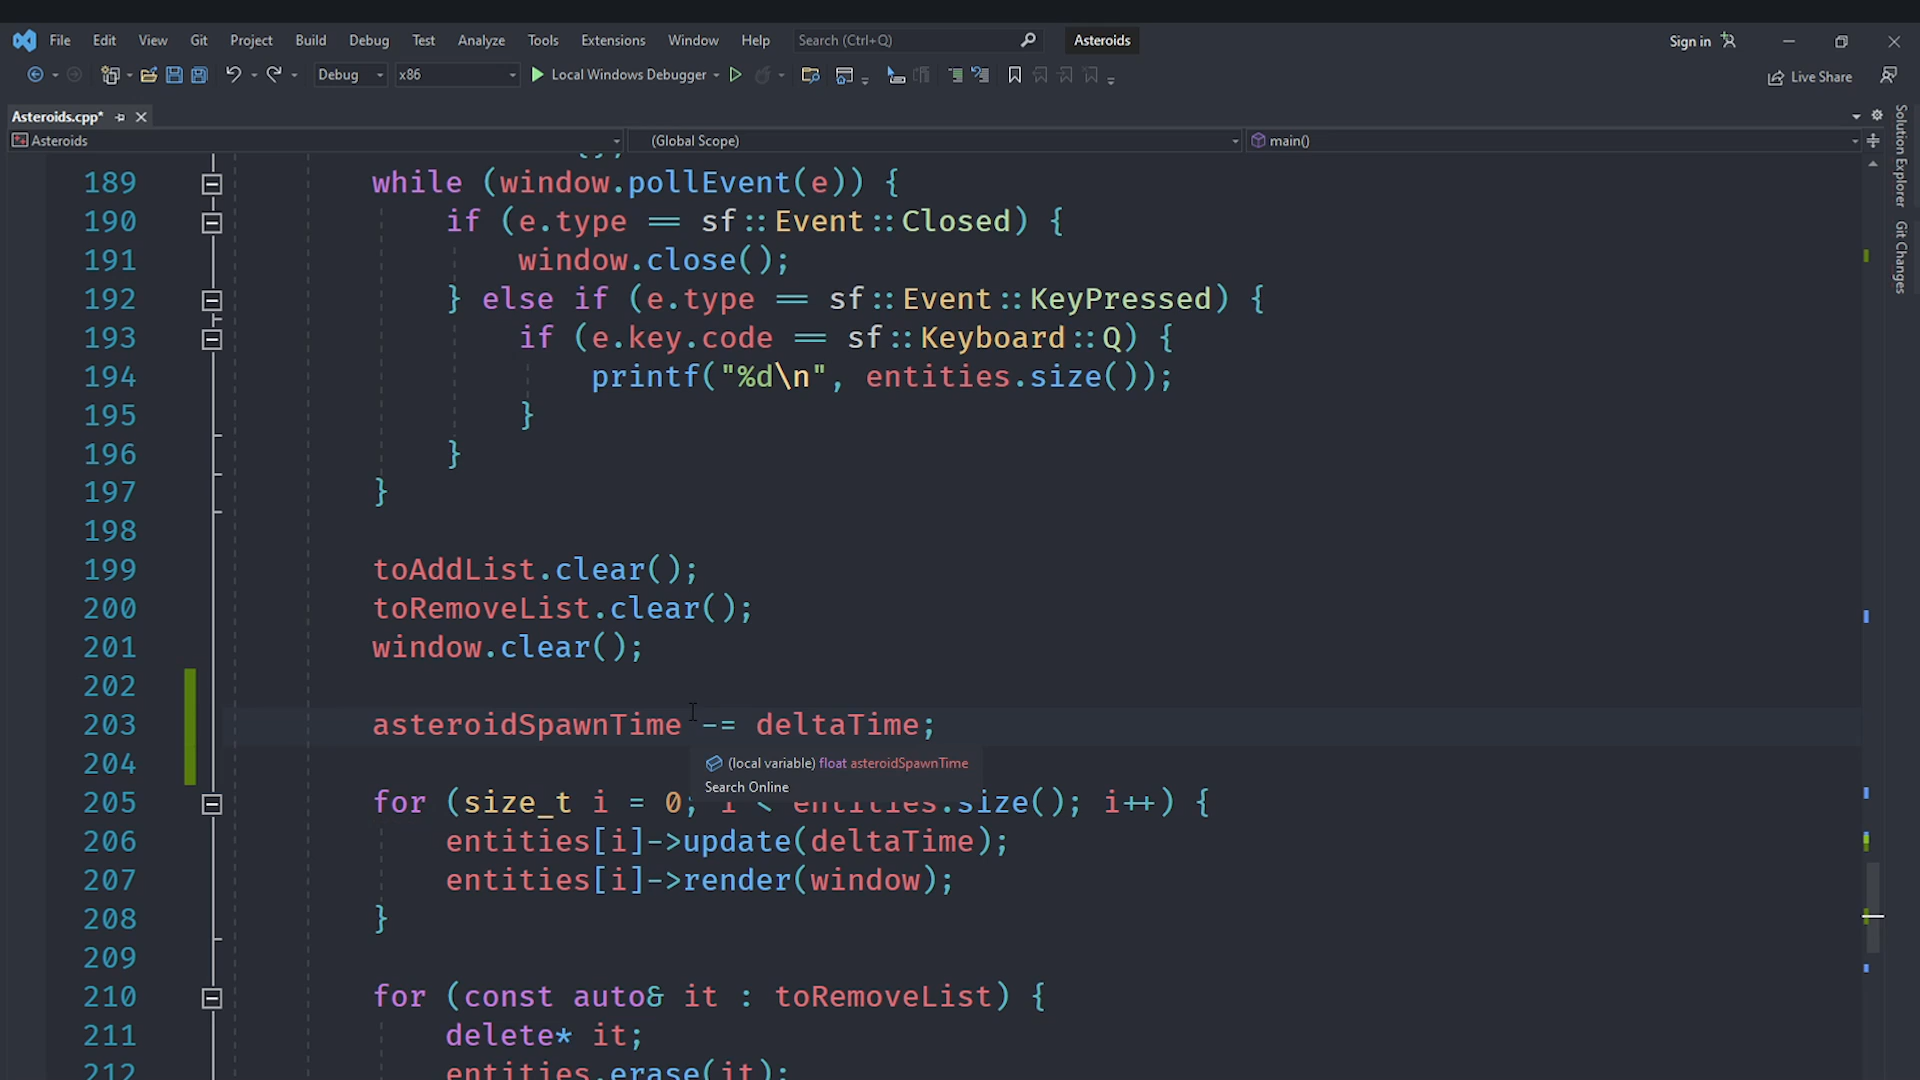 File Edit View Git Project Build Debug Test Analyze Tools Extensions Window Help Search (Ctrl+Q) Asteroids Sign in
Debug x86 Local Windows Debugger Live Share
Asteroids.cpp*
Asteroids (Global Scope) main()
Solution Explorer
Git Changes
189 while (window.pollEvent(e)) {
190 if (e.type == sf::Event::Closed) {
191 window.close();
192 } else if (e.type == sf::Event::KeyPressed) {
193 if (e.key.code == sf::Keyboard::Q) {
194 printf("%d\n", entities.size());
195 }
196 }
197 }
198
199 toAddList.clear();
200 toRemoveList.clear();
201 window.clear();
202
203 asteroidSpawnTime -= deltaTime;
204
(local variable) float asteroidSpawnTime
Search Online
205 for (size_t i = 0; i < entities.size(); i++) {
206 entities[i]->update(deltaTime);
207 entities[i]->render(window);
208 }
209
210 for (const auto& it : toRemoveList) {
211 delete* it;
212 entities.erase(it);